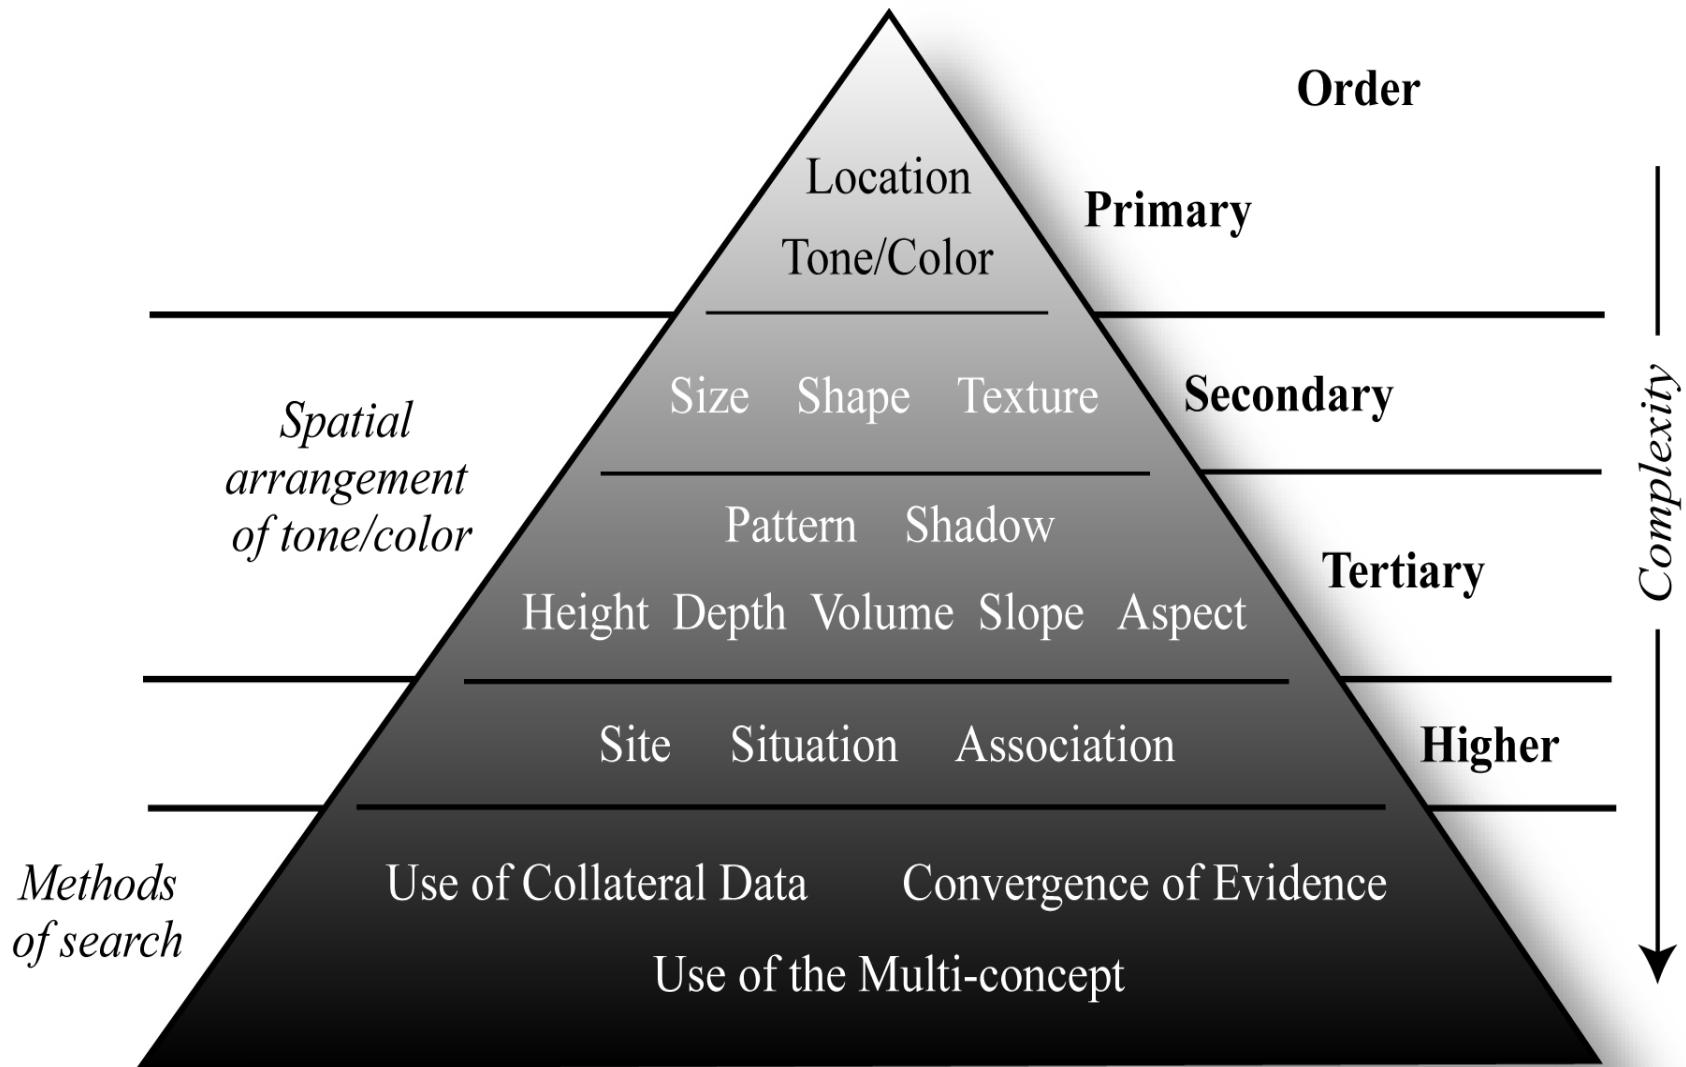 Order
Location
Primary
Tone/Color
Size Shape Texture
Secondary
Spatial
arrangement
of tone/color
Pattern Shadow
Height Depth Volume Slope Aspect
Tertiary
Complexity
Site Situation Association
Higher
Methods
of search
Use of Collateral Data Convergence of Evidence
Use of the Multi-concept